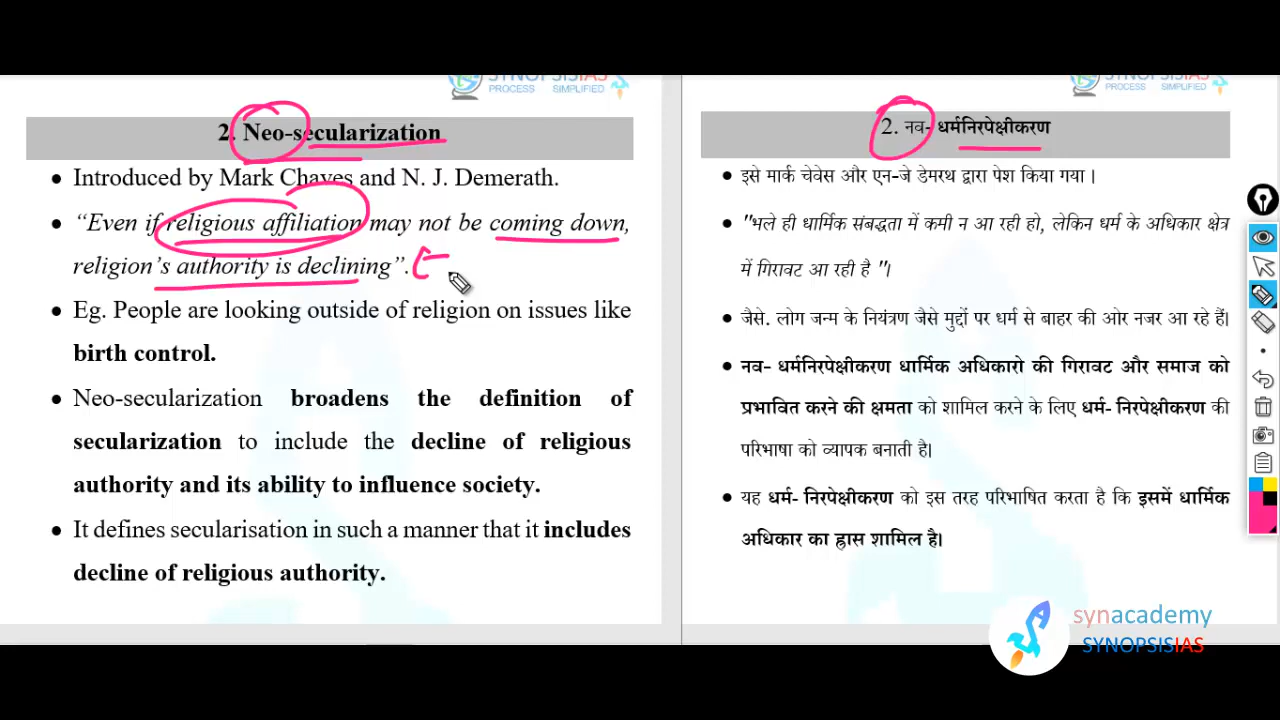 SYNOPSISIAS
PROCESS SIMPLIFIED
2. Neo-secularization
• Introduced by Mark Chaves and N. J. Demerath.
• “Even if religious affiliation may not be coming down,
religion’s authority is declining”.
• Eg. People are looking outside of religion on issues like
birth control.
• Neo-secularization broadens the definition of
secularization to include the decline of religious
authority and its ability to influence society.
• It defines secularisation in such a manner that it includes
decline of religious authority.
SYNOPSISIAS
PROCESS SIMPLIFIED
2. नव- धर्मनिरपेक्षीकरण
• इसे मार्क चेवेस और एन-जे डेमरथ द्वारा पेश किया गया ।
• "भले ही धार्मिक संबद्धता में कमी न आ रही हो, लेकिन धर्म के अधिकार क्षेत्र
में गिरावट आ रही है "।
• जैसे. लोग जन्म के नियंत्रण जैसे मुद्दों पर धर्म से बाहर की ओर नजर आ रहे हैं।
• नव- धर्मनिरपेक्षीकरण धार्मिक अधिकारो की गिरावट और समाज को
प्रभावित करने की क्षमता को शामिल करने के लिए धर्म- निरपेक्षीकरण की
परिभाषा को व्यापक बनाती है।
• यह धर्म- निरपेक्षीकरण को इस तरह परिभाषित करता है कि इसमें धार्मिक
अधिकार का ह्रास शामिल है।
synacademy
SYNOPSISIAS